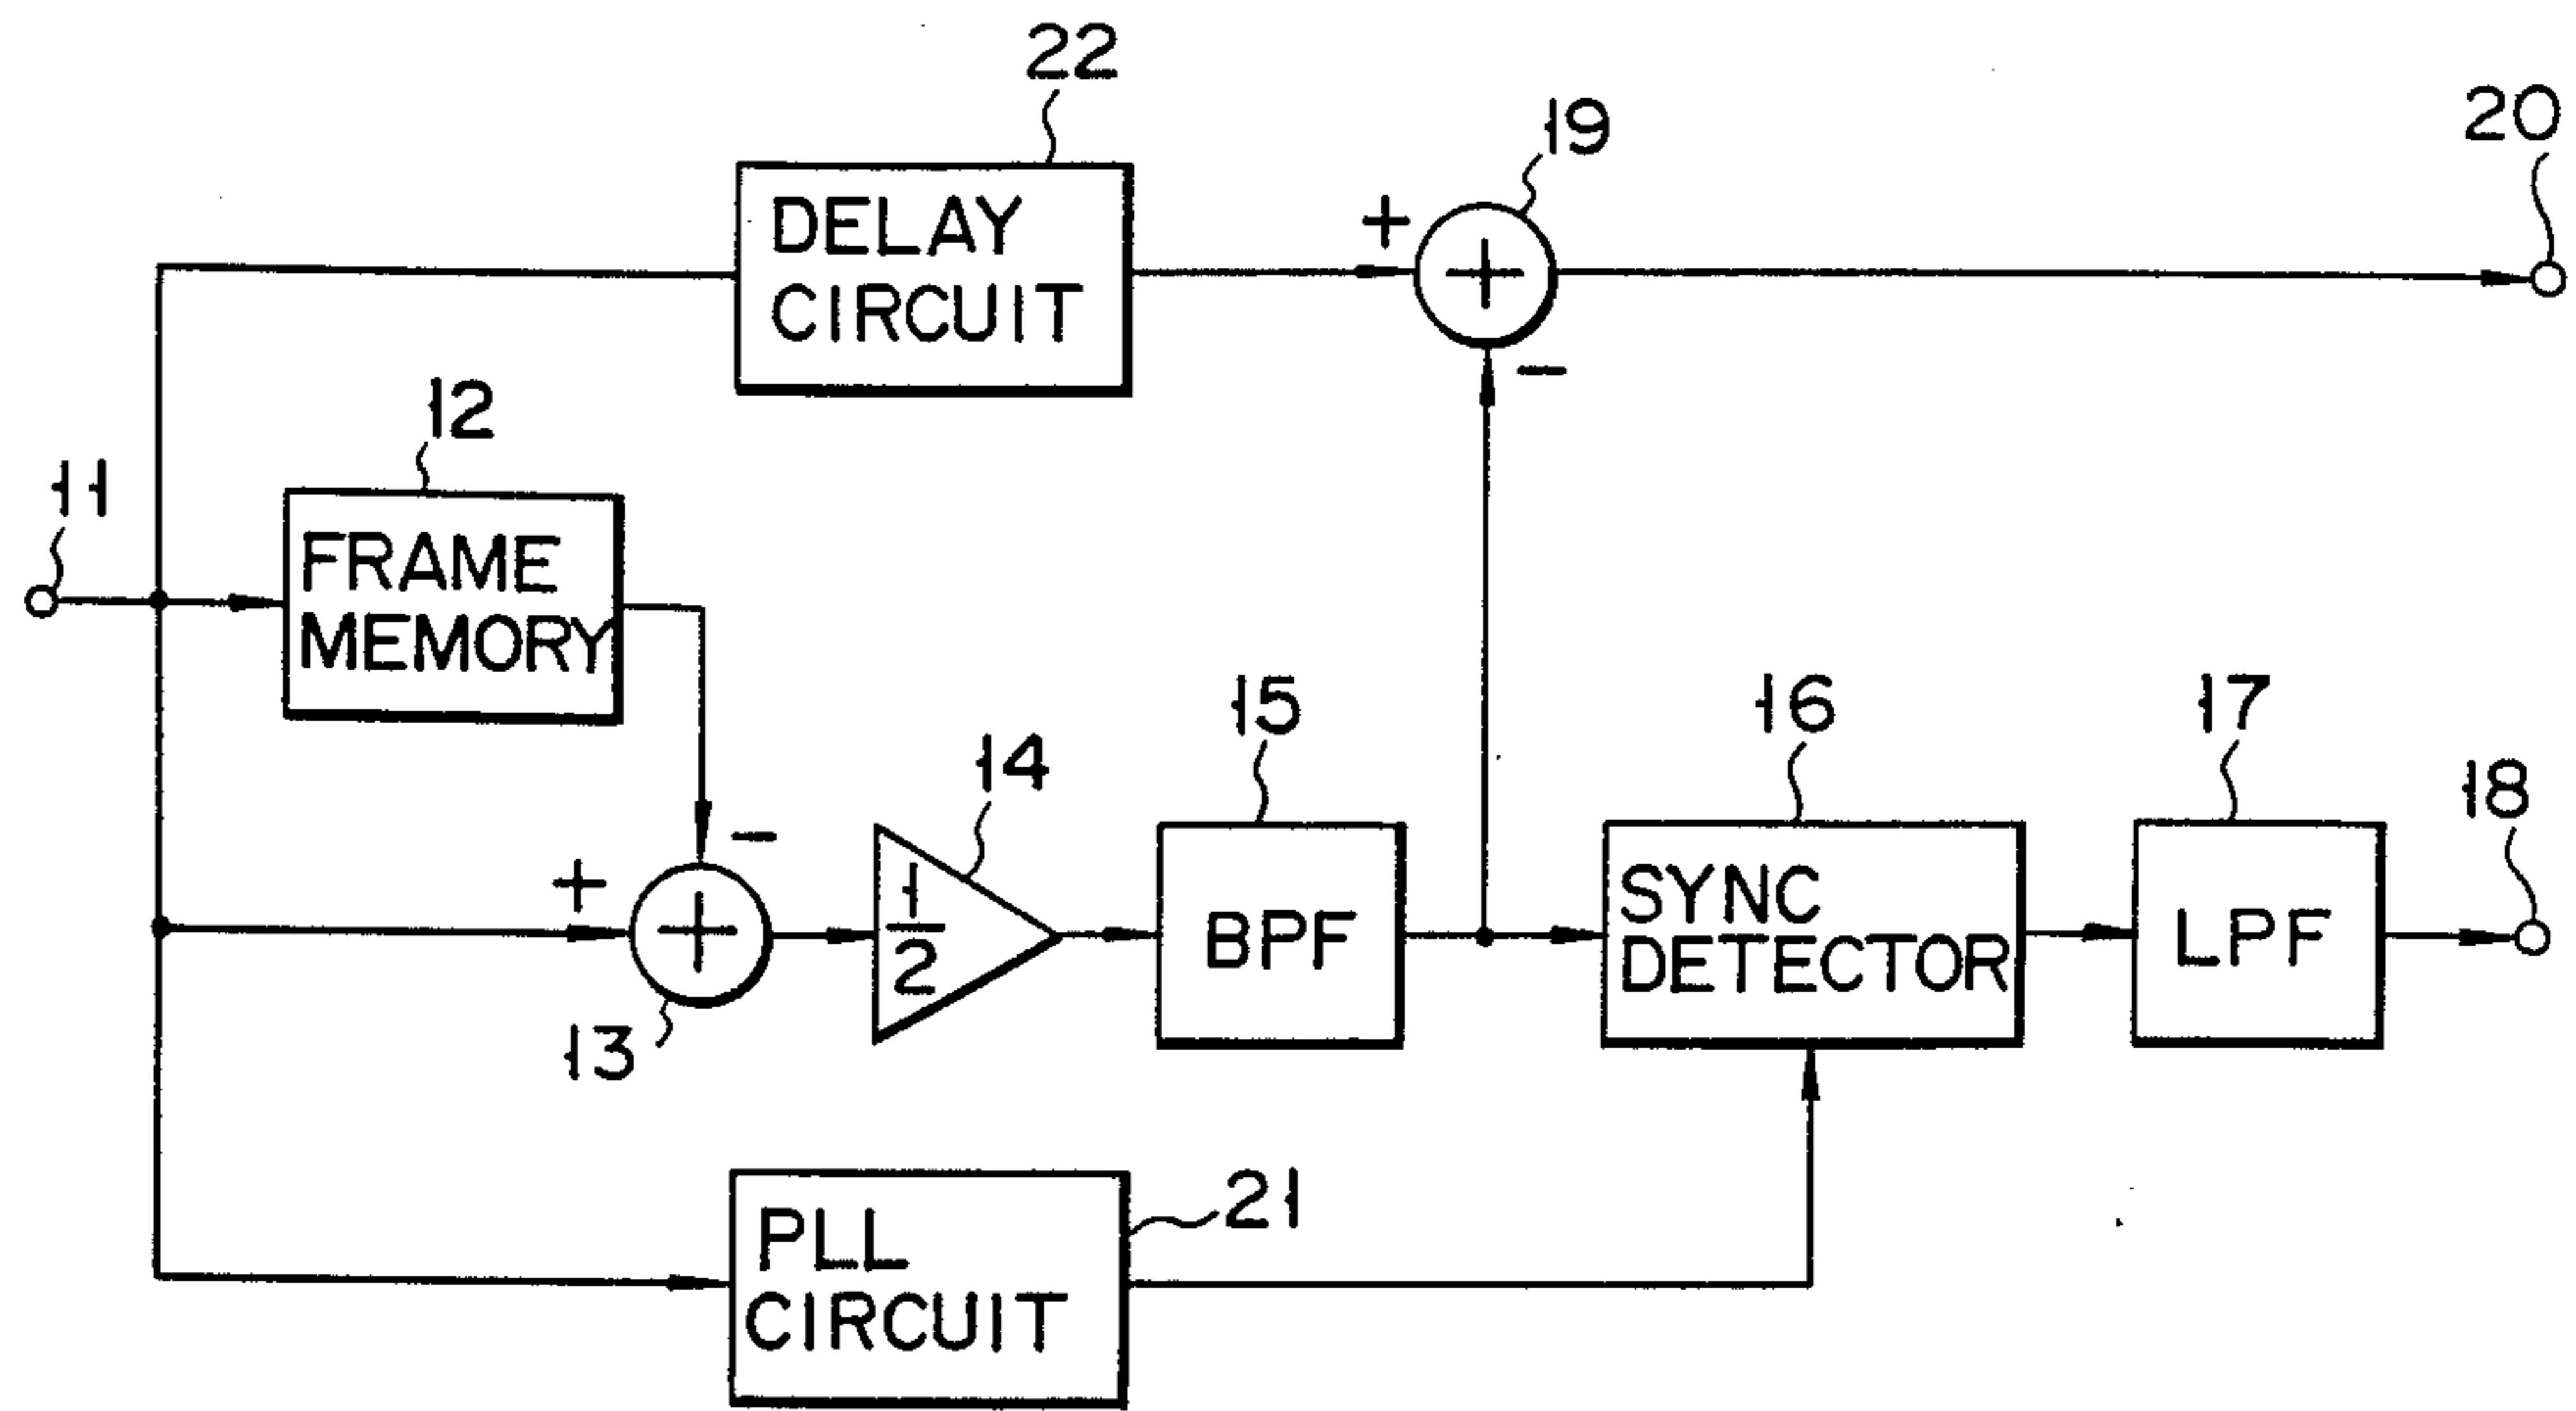 22
19
20
DELAY
CIRCUIT
+
+
-
12
11
FRAME
MEMORY
15
16
17
14
18
-
+
+
1/2
BPF
SYNC
DETECTOR
LPF
13
21
PLL
CIRCUIT